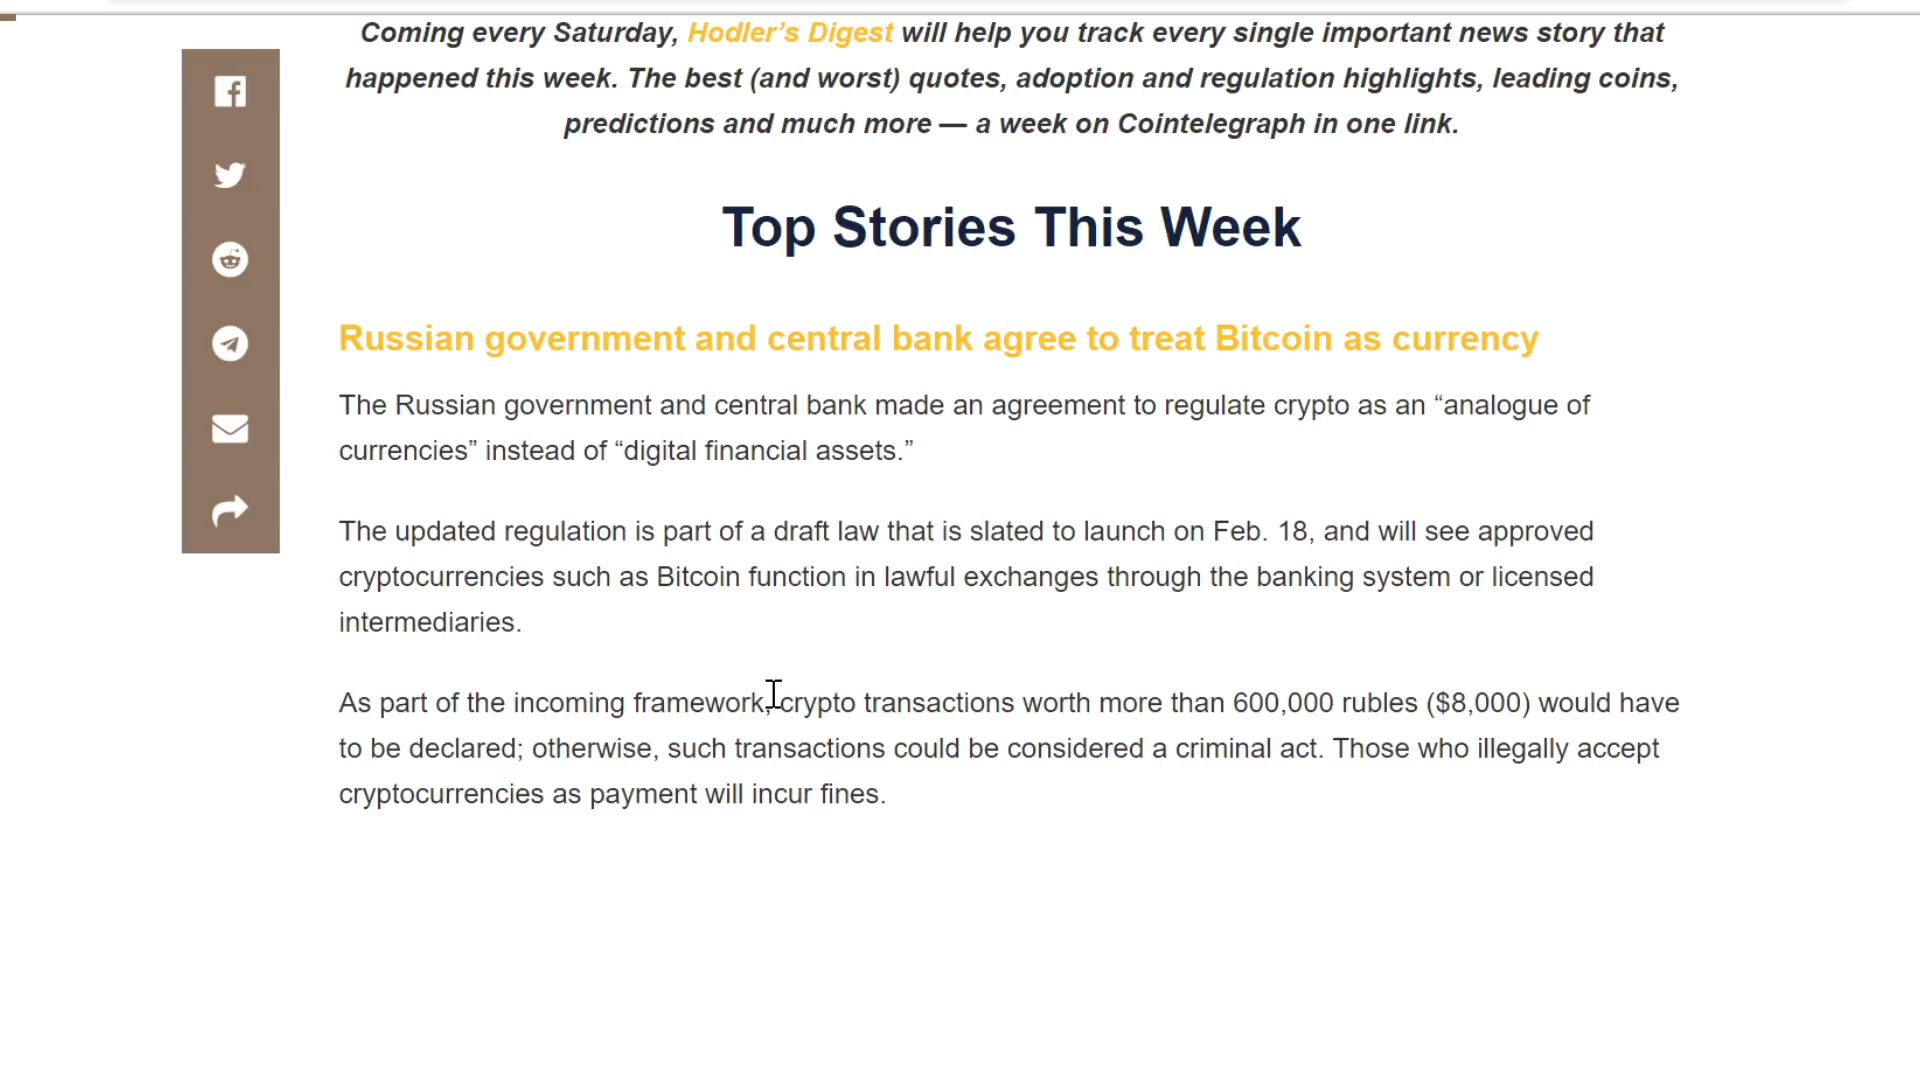 Coming every Saturday, Hodler’s Digest will help you track every single important news story that
happened this week. The best (and worst) quotes, adoption and regulation highlights, leading coins,
predictions and much more — a week on Cointelegraph in one link.
Top Stories This Week
Russian government and central bank agree to treat Bitcoin as currency
The Russian government and central bank made an agreement to regulate crypto as an “analogue of
currencies” instead of “digital financial assets.”
The updated regulation is part of a draft law that is slated to launch on Feb. 18, and will see approved
cryptocurrencies such as Bitcoin function in lawful exchanges through the banking system or licensed
intermediaries.
As part of the incoming framework, crypto transactions worth more than 600,000 rubles ($8,000) would have
to be declared; otherwise, such transactions could be considered a criminal act. Those who illegally accept
cryptocurrencies as payment will incur fines.